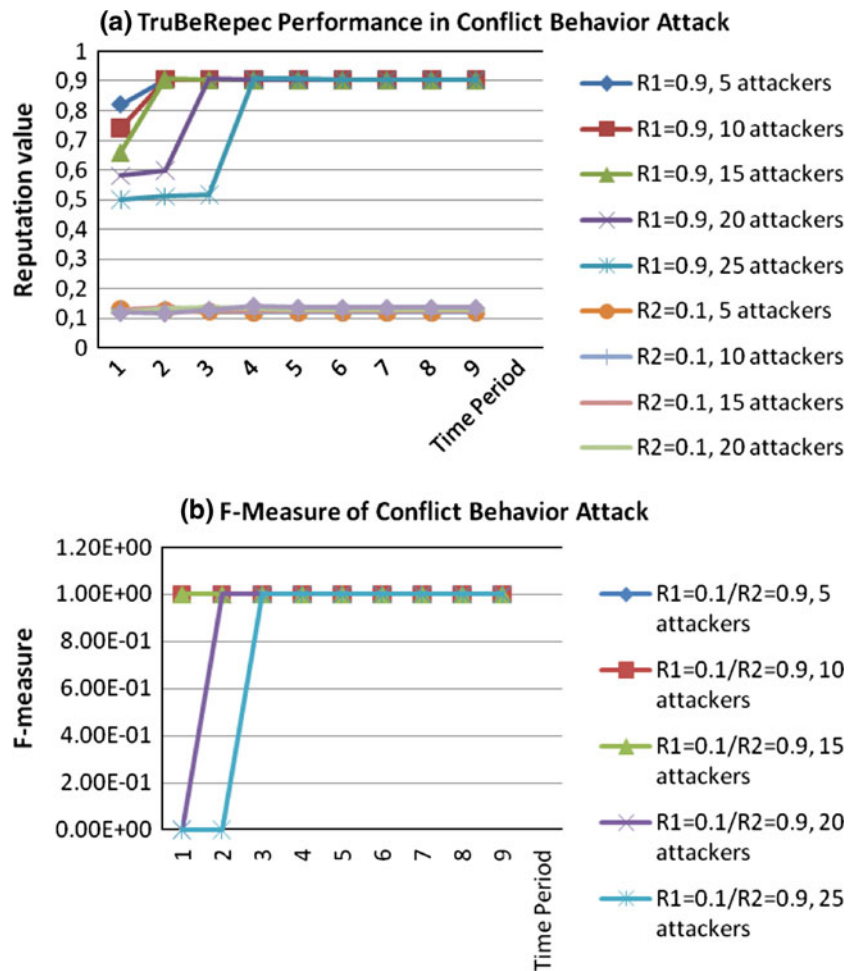 (a) TruBeRepec Performance in Conflict Behavior Attack
1
0,9
0,8
0,7
0,6
0,5
0,4
0,3
0,2
0,1
0
Reputation value
1
2
3
4
5
6
7
8
9
Time Period
R1=0.9, 5 attackers
R1=0.9, 10 attackers
R1=0.9, 15 attackers
R1=0.9, 20 attackers
R1=0.9, 25 attackers
R2=0.1, 5 attackers
R2=0.1, 10 attackers
R2=0.1, 15 attackers
R2=0.1, 20 attackers
(b) F-Measure of Conflict Behavior Attack
1.20E+00
1.00E+00
8.00E-01
6.00E-01
4.00E-01
2.00E-01
0.00E+00
F-measure
1
2
3
4
5
6
7
8
9
Time Period
R1=0.1/R2=0.9, 5
attackers
R1=0.1/R2=0.9, 10
attackers
R1=0.1/R2=0.9, 15
attackers
R1=0.1/R2=0.9, 20
attackers
R1=0.1/R2=0.9, 25
attackers